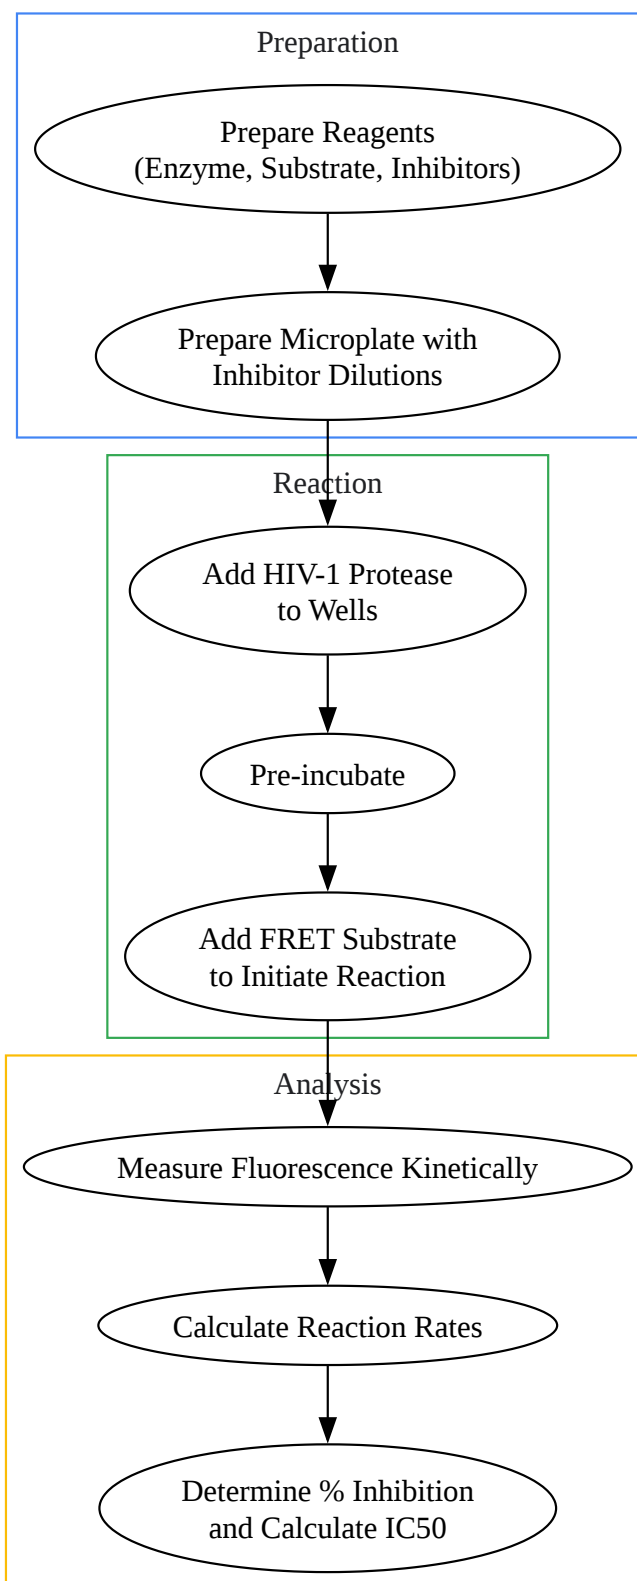 Preparation
Prepare Reagents
(Enzyme, Substrate, Inhibitors)
Prepare Microplate with
Inhibitor Dilutions
Reaction
Add HIV-1 Protease
to Wells
Pre-incubate
Add FRET Substrate
to Initiate Reaction
Analysis
Measure Fluorescence Kinetically
Calculate Reaction Rates
Determine % Inhibition
and Calculate IC50